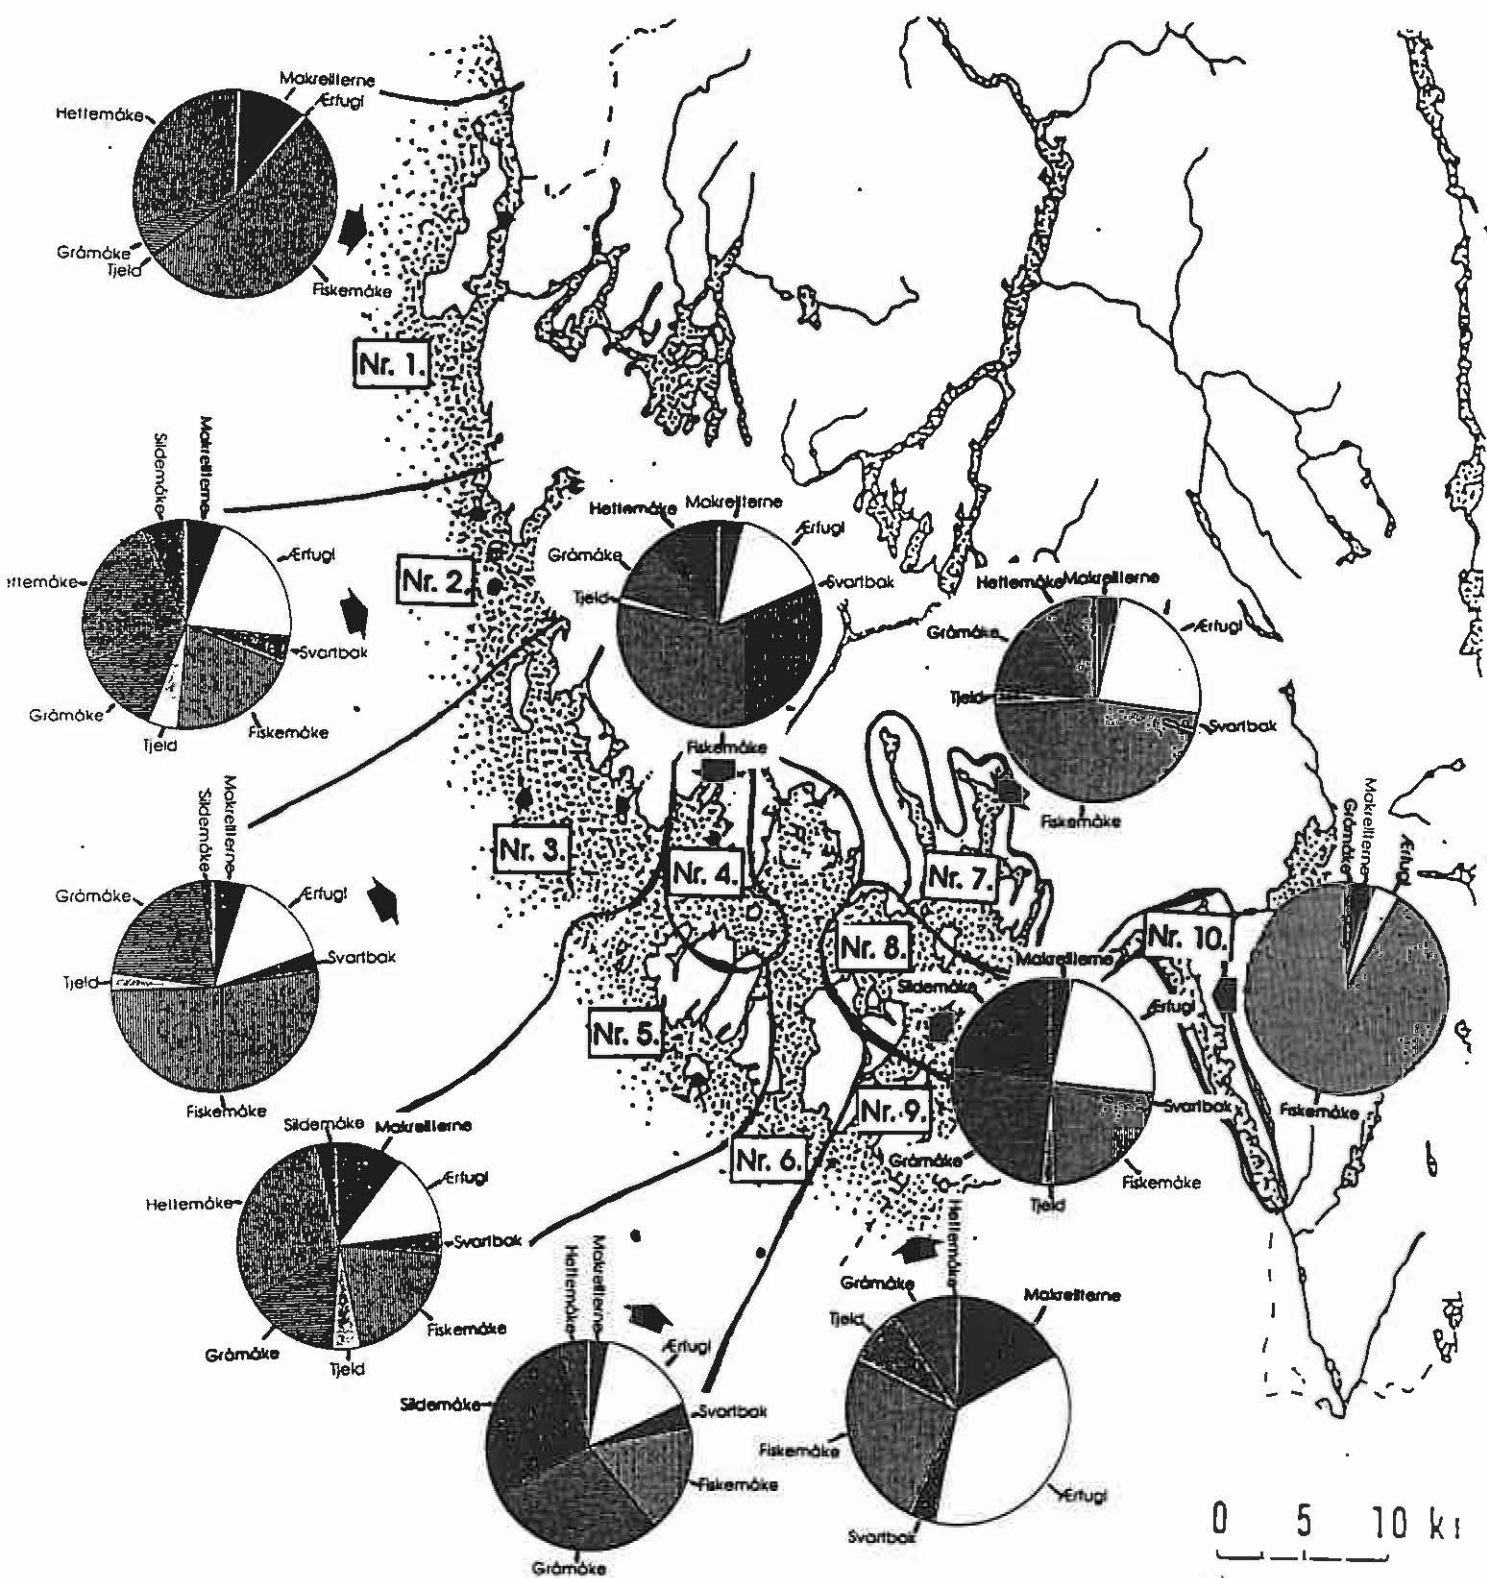 Makrellterne
Ærfugl
Hettemåke
Gråmåke
Tjeld
Fiskemåke
Nr. 1.
Sildemåke
Makrellterne
Ærfugl
ettemåke
Svartbak
Gråmåke
Tjeld
Fiskemåke
Nr. 2.
Hettemåke
Makrellterne
Ærfugl
Gråmåke
Tjeld
Svartbak
Fiskemåke
Hettemåke
Makrellterne
Ærfugl
Gråmåke
Tjeld
Svartbak
Fiskemåke
Sildemåke
Makrellterne
Gråmåke
Ærfugl
Svartbak
Tjeld
Fiskemåke
Nr. 3.
Nr. 4.
Nr. 7.
Nr. 8.
Nr. 10.
Gråmåke
Makrellterne
Ærfugl
Fiskemåke
Nr. 5.
Nr. 9.
Nr. 6.
Makrellterne
Sildemåke
Ærfugl
Svartbak
Gråmåke
Tjeld
Fiskemåke
Sildemåke
Makrellterne
Hettemåke
Ærfugl
Svartbak
Fiskemåke
Gråmåke
Tjeld
Hettemåke
Makrellterne
Ærfugl
Sildemåke
Svartbak
Fiskemåke
Gråmåke
Hettemåke
Gråmåke
Makrellterne
Tjeld
Fiskemåke
Svartbak
Ærfugl
0 5 10 k